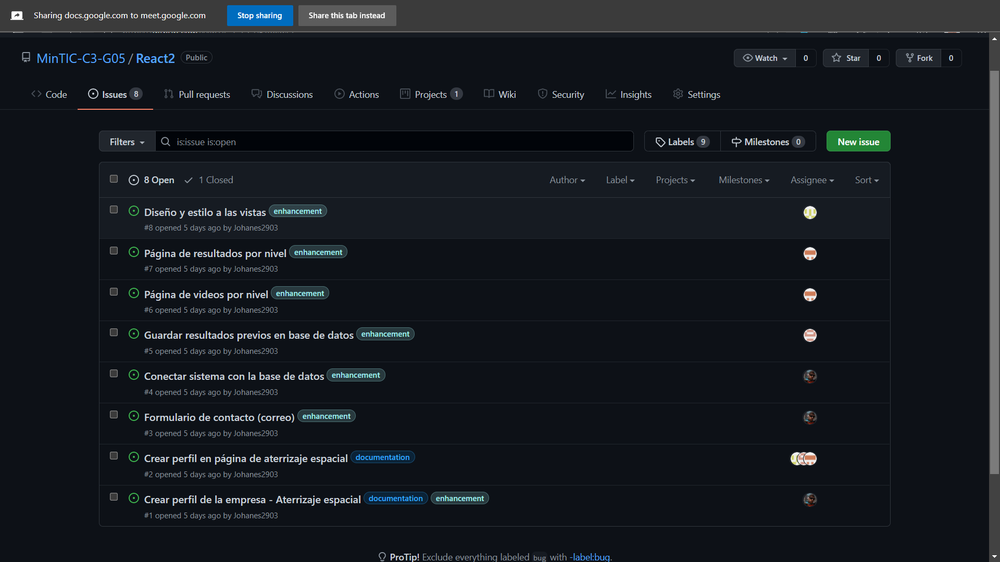 Sharing docs.google.com to meet.google.com Stop sharing Share this tab instead
MinTIC-C3-G05 / React2 Public Watch 0 Star 0 Fork 0
Code Issues 8 Pull requests Discussions Actions Projects 1 Wiki Security Insights Settings
Filters is:issue is:open Labels 9 Milestones 0 New issue
8 Open 1 Closed Author Label Projects Milestones Assignee Sort
Diseño y estilo a las vistas enhancement
#8 opened 5 days ago by Johanes2903
Página de resultados por nivel enhancement
#7 opened 5 days ago by Johanes2903
Página de videos por nivel enhancement
#6 opened 5 days ago by Johanes2903
Guardar resultados previos en base de datos enhancement
#5 opened 5 days ago by Johanes2903
Conectar sistema con la base de datos enhancement
#4 opened 5 days ago by Johanes2903
Formulario de contacto (correo) enhancement
#3 opened 5 days ago by Johanes2903
Crear perfil en página de aterrizaje espacial documentation
#2 opened 5 days ago by Johanes2903
Crear perfil de la empresa - Aterrizaje espacial documentation enhancement
#1 opened 5 days ago by Johanes2903
ProTip! Exclude everything labeled bug with -label:bug.